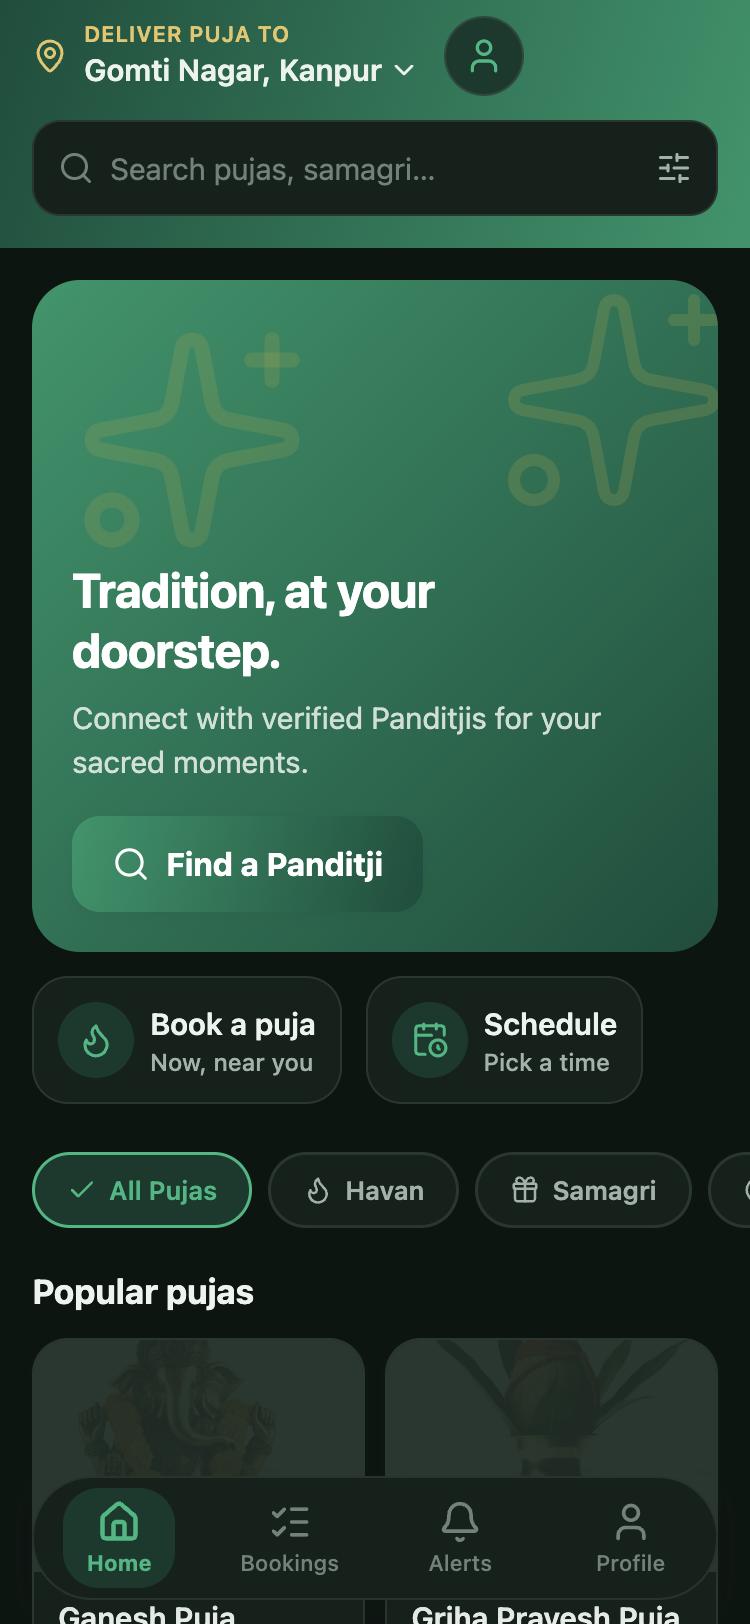 DELIVER PUJA TO
Gomti Nagar, Kanpur
Search pujas, samagri...
Tradition, at your
doorstep.
Connect with verified Panditjis for your
sacred moments.
Find a Panditji
Book a puja
Now, near you
Schedule
Pick a time
All Pujas
Havan
Samagri
Popular pujas
Home
Bookings
Alerts
Profile
Ganesh Puja
Griha Pravesh Puja